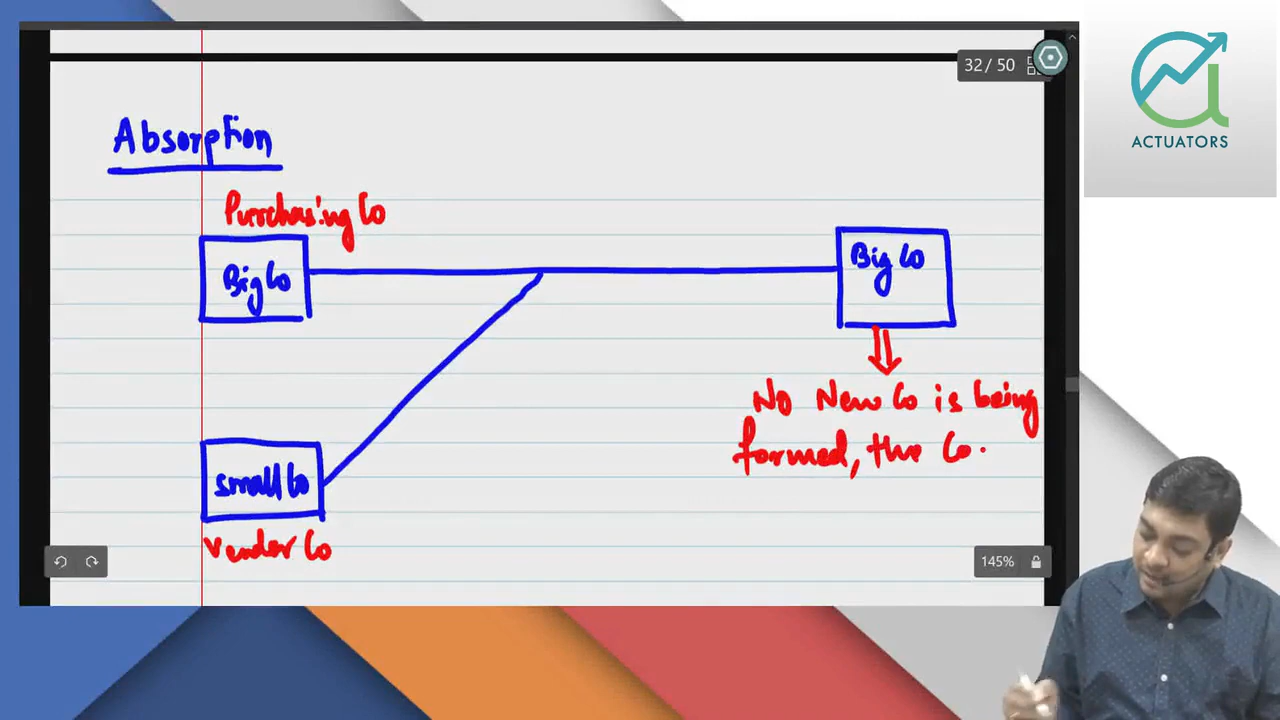 32 / 50
ACTUATORS
Absorption
Purchasing Co
Big Co
Big Co
No New Co is being
formed, the Co.
Small Co
Vendor Co
145%